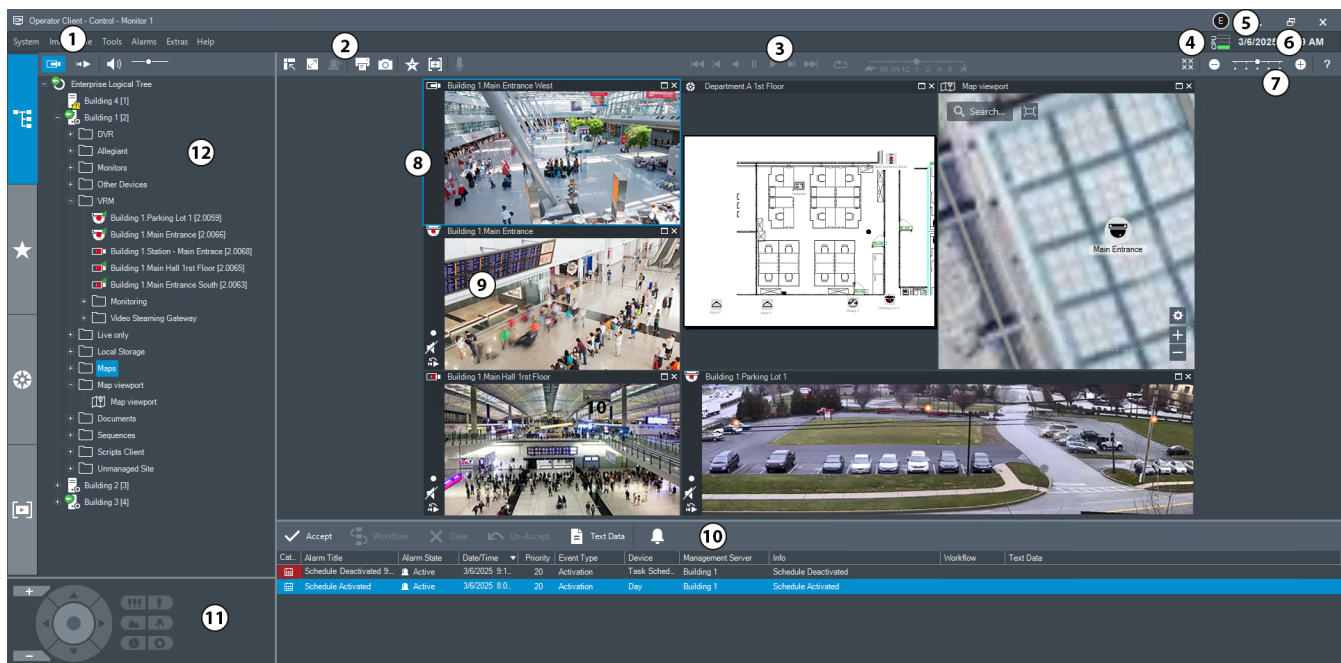 Operator Client - Control - Monitor 1
E
5
System
1
Tools Alarms Extras Help
2
3
4
3/6/2025
6
AM
7
?
Enterprise Logical Tree
Building 4 [1]
Building 1 [2]
DVR
Allegiant
Monitors
Other Devices
VRM
Building 1.Parking Lot 1 [2.0059]
Building 1.Main Entrance [2.0066]
Building 1.Station - Main Entrace [2.0068]
Building 1.Main Hall 1rst Floor [2.0065]
Building 1.Main Entrance South [2.0063]
Monitoring
Video Steaming Gateway
Live only
Local Storage
Maps
Map viewport
Map viewport
Documents
Sequences
Scripts Client
Unmanaged Site
Building 2 [3]
Building 3 [4]
12
8
Building 1.Main Entrance West
Department A 1st Floor
Map viewport
Search...
Main Entrance
Building 1.Main Entrance
9
Building 1.Main Hall 1rst Floor
10
Building 1.Parking Lot 1
Accept
Workflow
Clear
Un-Accept
Text Data
10
Cat.. Alarm Title Alarm State Date/Time Priority Event Type Device Management Server Info Workflow Text Data
Schedule Deactivated 9:.. Active 3/6/2025 9:1... 20 Activation Task Sched.. Building 1 Schedule Deactivated
Schedule Activated Active 3/6/2025 8:0... 20 Activation Day Building 1 Schedule Activated
11